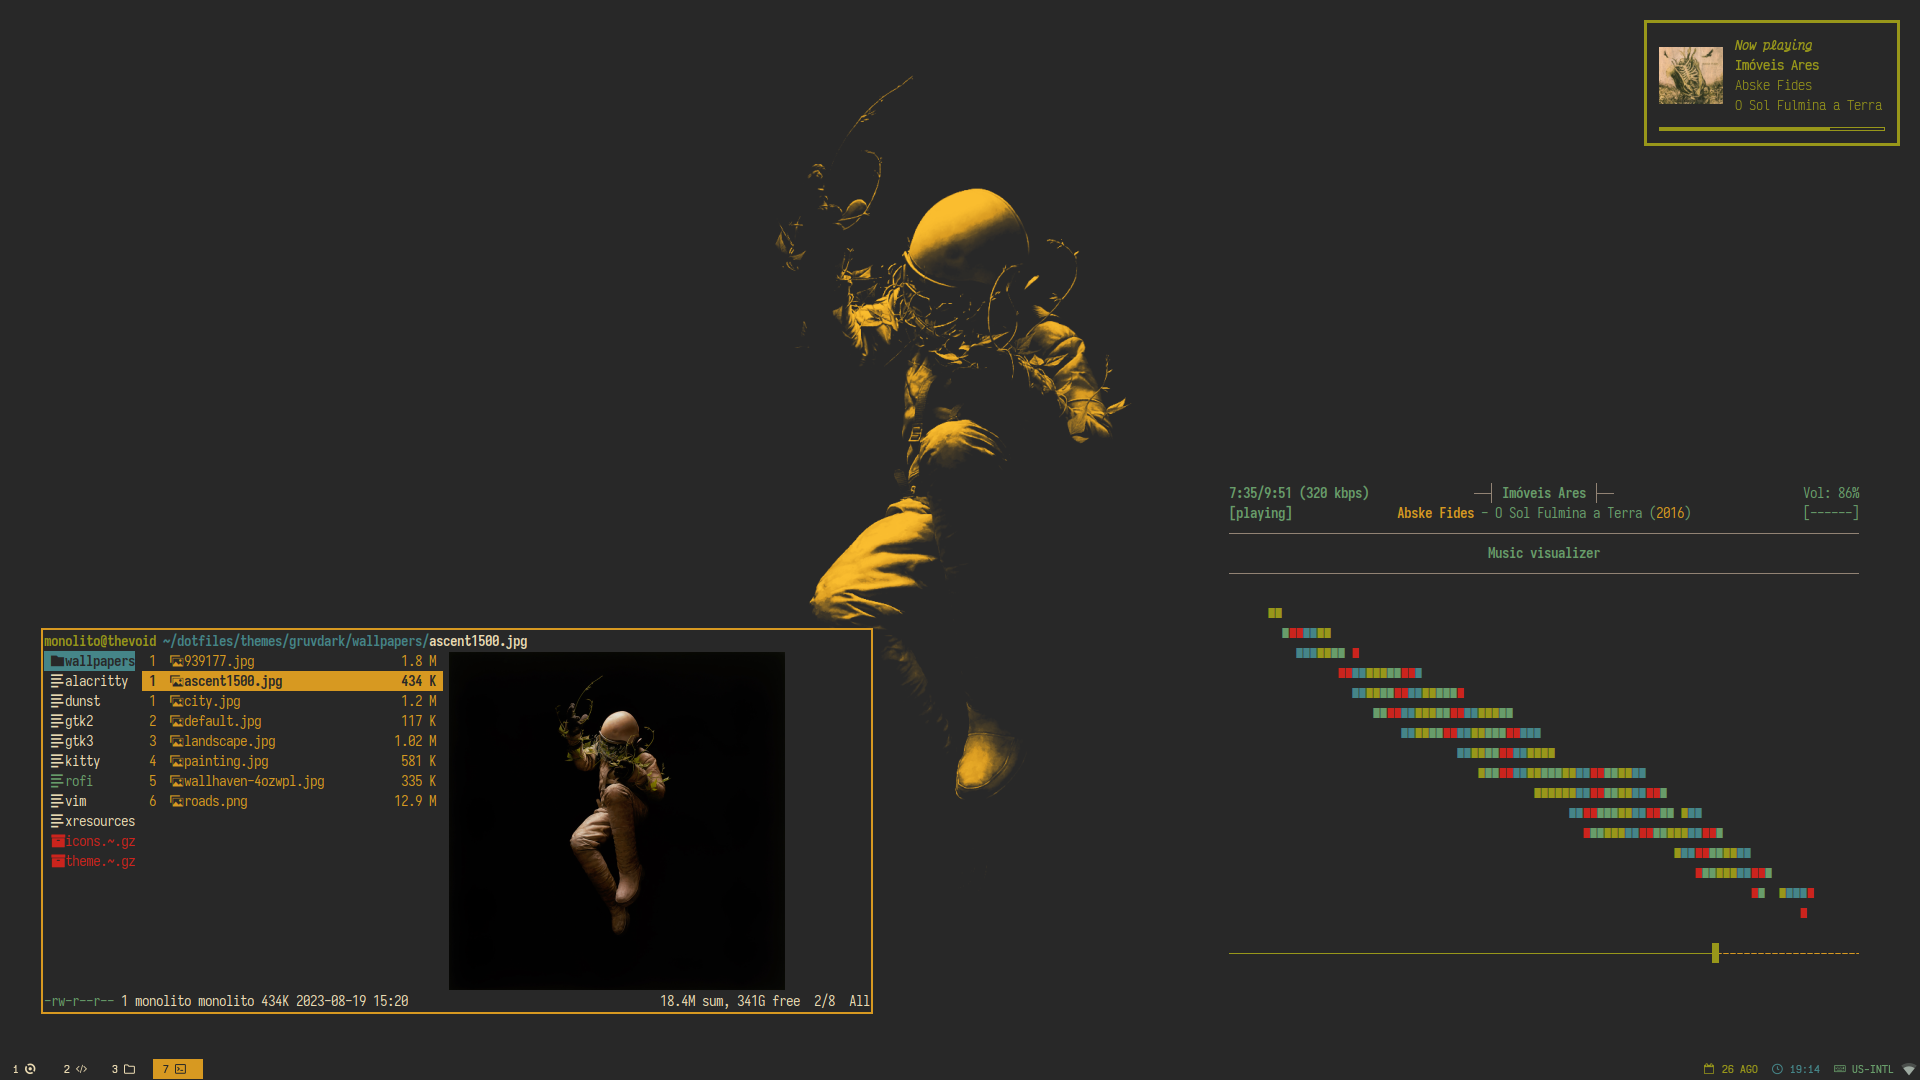 Now playing
Imóveis Ares
Abske Fides
O Sol Fulmina a Terra
7:35/9:51 (320 kbps) Imóveis Ares Vol: 86%
[playing] Abske Fides - O Sol Fulmina a Terra (2016) [------]
Music visualizer
monolito@thevoid ~/dotfiles/themes/gruvdark/wallpapers/ascent1500.jpg
wallpapers 1 939177.jpg 1.8 M
alacritty 1 ascent1500.jpg 434 K
dunst 1 city.jpg 1.2 M
gtk2 2 default.jpg 117 K
gtk3 3 landscape.jpg 1.02 M
kitty 4 painting.jpg 581 K
rofi 5 wallhaven-4ozwpl.jpg 335 K
vim 6 roads.png 12.9 M
xresources
icons.~.gz
theme.~.gz
-rw-r--r-- 1 monolito monolito 434K 2023-08-19 15:20 18.4M sum, 341G free 2/8 All
1 2 3 7 26 AGO 19:14 US-INTL